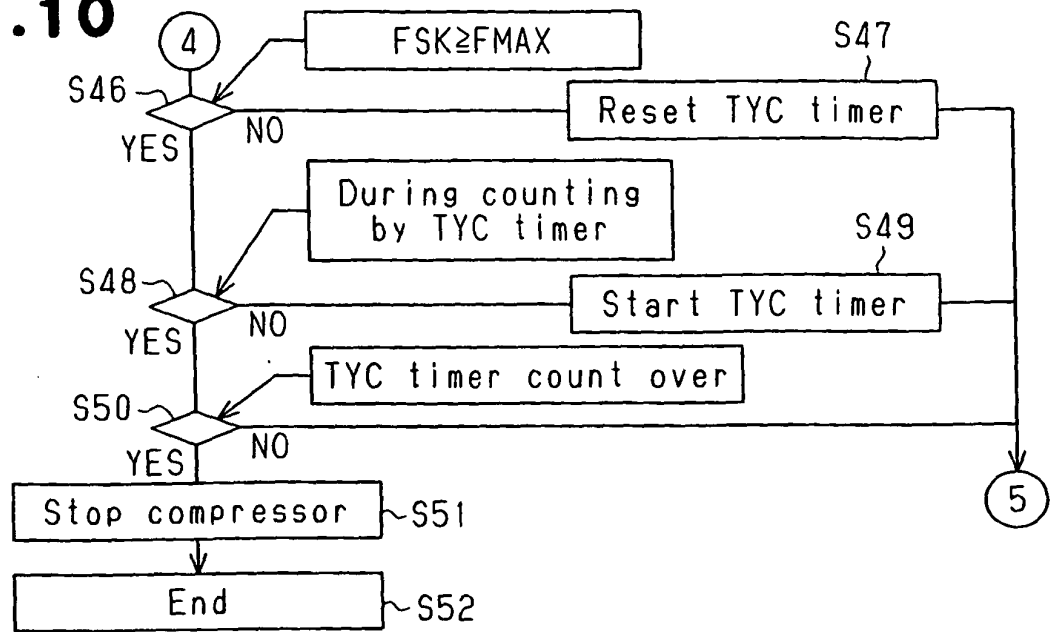 .10
4
FSK≧FMAX
S47
S46
NO
Reset TYC timer
YES
During counting
by TYC timer
S49
S48
NO
Start TYC timer
YES
TYC timer count over
S50
NO
YES
Stop compressor
S51
5
End
S52